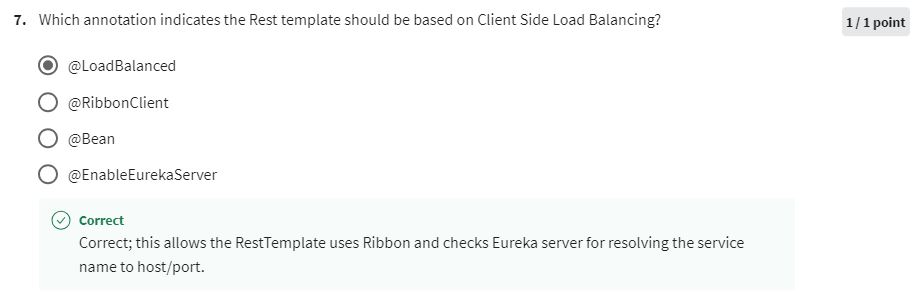 7. Which annotation indicates the Rest template should be based on Client Side Load Balancing?
1 / 1 point
@LoadBalanced
@RibbonClient
@Bean
@EnableEurekaServer
Correct
Correct; this allows the RestTemplate uses Ribbon and checks Eureka server for resolving the service
name to host/port.